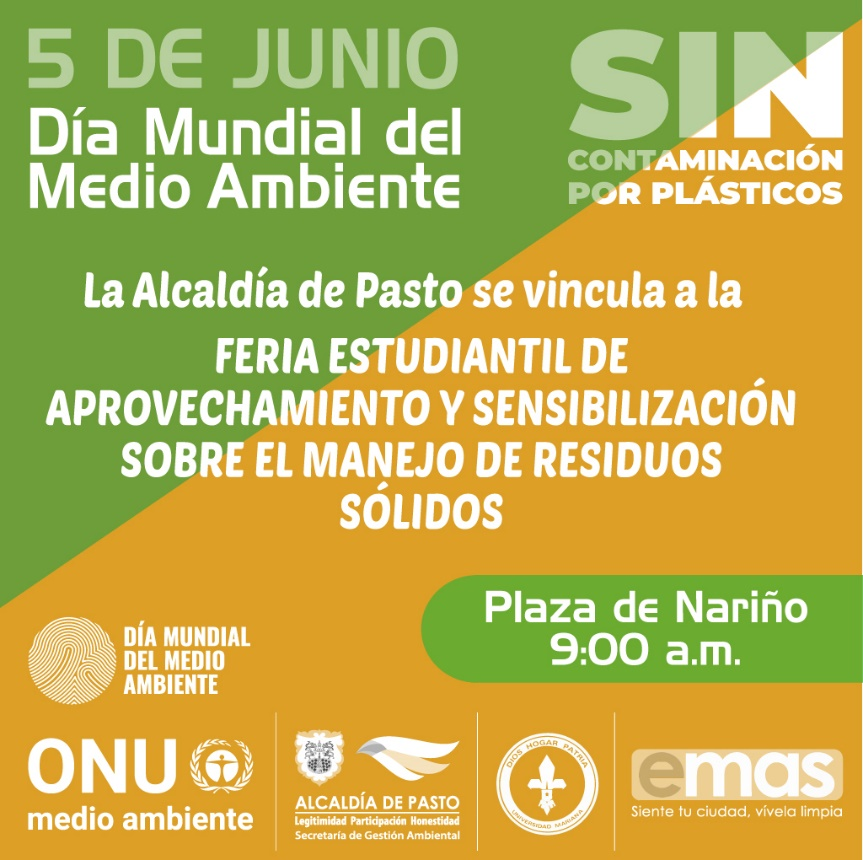 5 DE JUNIO
Día Mundial del
Medio Ambiente
SIN
CONTAMINACIÓN
POR PLÁSTICOS
La Alcaldía de Pasto se vincula a la
FERIA ESTUDIANTIL DE
APROVECHAMIENTO Y SENSIBILIZACIÓN
SOBRE EL MANEJO DE RESIDUOS
SÓLIDOS
Plaza de Nariño
9:00 a.m.
DÍA MUNDIAL
DEL MEDIO
AMBIENTE
ONU
medio ambiente
ALCALDÍA DE PASTO
Legitimidad Participación Honestidad
Secretaría de Gestión Ambiental
DIOS HOGAR PATRIA
UNIVERSIDAD MARIANA
emas
Siente tu ciudad, vívela limpia